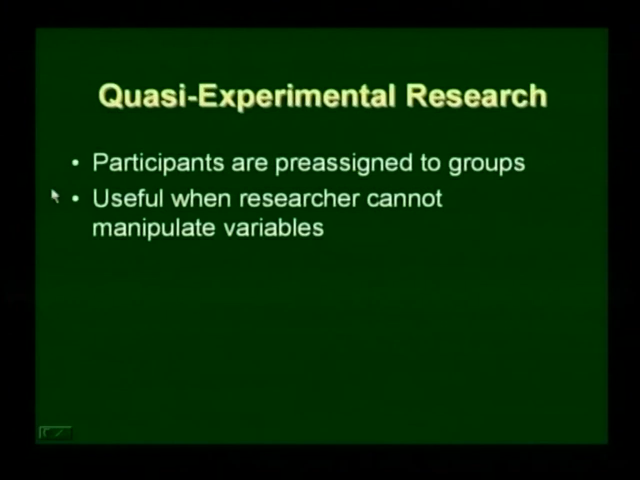 Quasi-Experimental Research
• Participants are preassigned to groups
• Useful when researcher cannot
manipulate variables